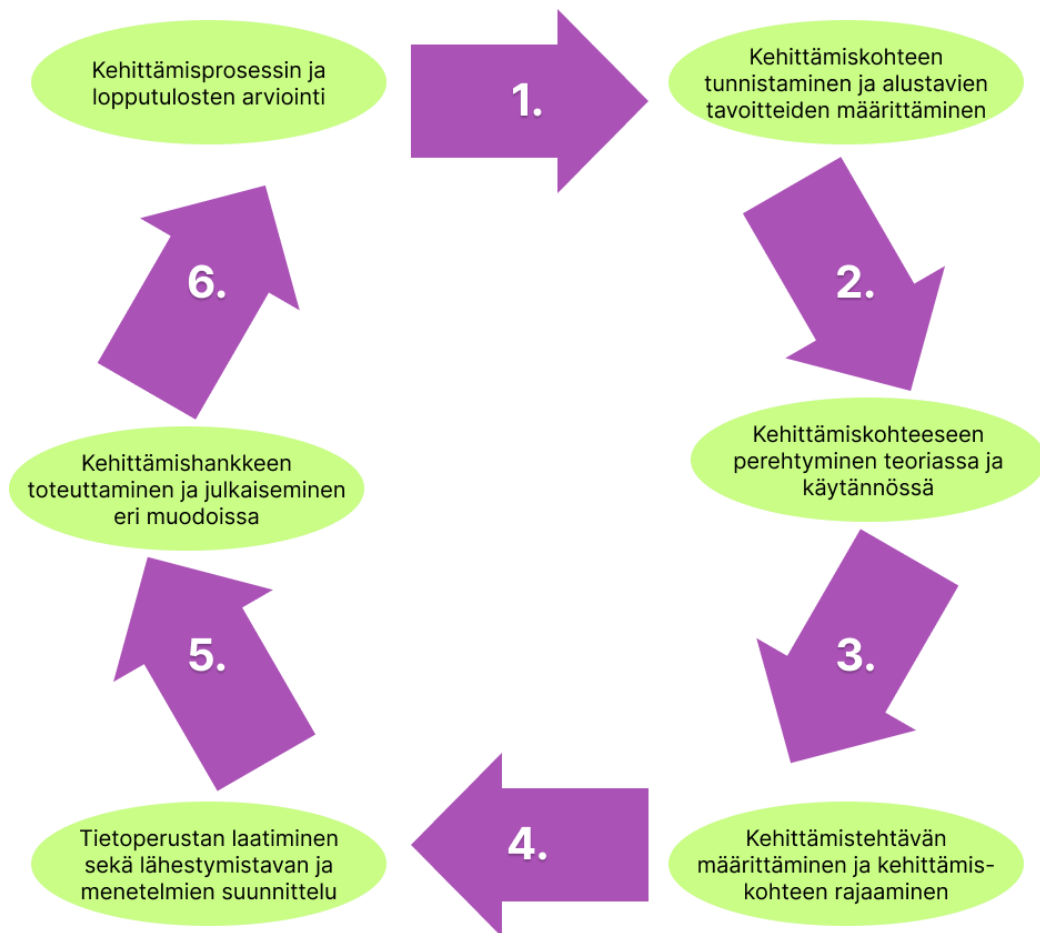 Kehittämisprosessin ja
lopputulosten arviointi
1.
Kehittämiskohteen
tunnistaminen ja alustavien
tavoitteiden määrittäminen
2.
Kehittämiskohteeseen
perehtyminen teoriassa ja
käytännössä
3.
Kehittämistehtävän
määrittäminen ja kehittämis-
kohteen rajaaminen
4.
Tietoperustan laatiminen
sekä lähestymistavan ja
menetelmien suunnittelu
5.
Kehittämishankkeen
toteuttaminen ja julkaiseminen
eri muodoissa
6.